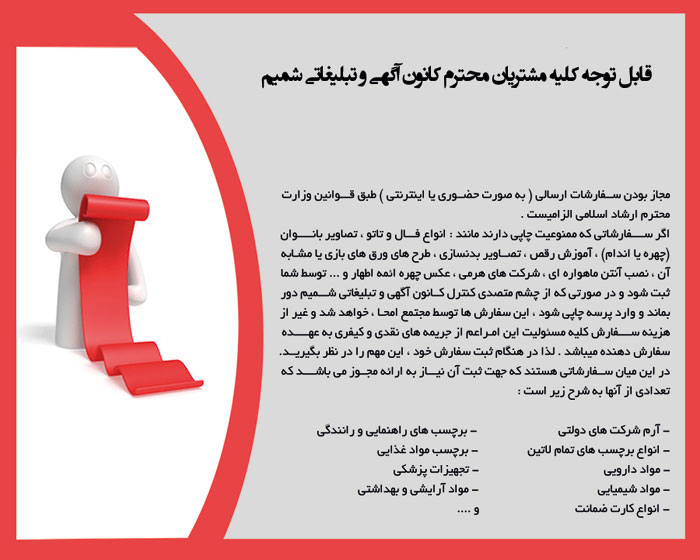 قابل توجه کلیه مشتریان محترم کانون آگهی و تبلیغاتی شمیم
مجاز بودن سفارشات ارسالی ( به صورت حضوری یا اینترنتی ) طبق قوانین وزارت
محترم ارشاد اسلامی الزامیست .
اگر سفارشاتی که ممنوعیت چاپی دارند مانند : انواع فال و تاتو ، تصاویر بانوان
(چهره یا اندام) ، آموزش رقص ، تصاویر بدنسازی ، طرح های ورق های بازی یا مشابه
آن ، نصب آنتن ماهواره ای ، شرکت های هرمی ، عکس چهره ائمه اطهار و ... توسط شما
ثبت شود و در صورتی که از چشم متصدی کنترل کانون آگهی و تبلیغاتی شمیم دور
بماند و وارد پرسه چاپی شود ، این سفارش ها توسط مجتمع امحا ، خواهد شد و غیر از
هزینه سفارش کلیه مسئولیت این امراعم از جریمه های نقدی و کیفری به عهده
سفارش دهنده میباشد . لذا در هنگام ثبت سفارش خود ، این مهم را در نظر بگیرید.
در این میان سفارشاتی هستند که جهت ثبت آن نیاز به ارائه مجوز می باشد که
تعدادی از آنها به شرح زیر است :
- آرم شرکت های دولتی
- انواع برچسب های تمام لاتین
- مواد دارویی
- مواد شیمیایی
- انواع کارت ضمانت
- برچسب های راهنمایی و رانندگی
- برچسب مواد غذایی
- تجهیزات پزشکی
- مواد آرایشی و بهداشتی
و ....